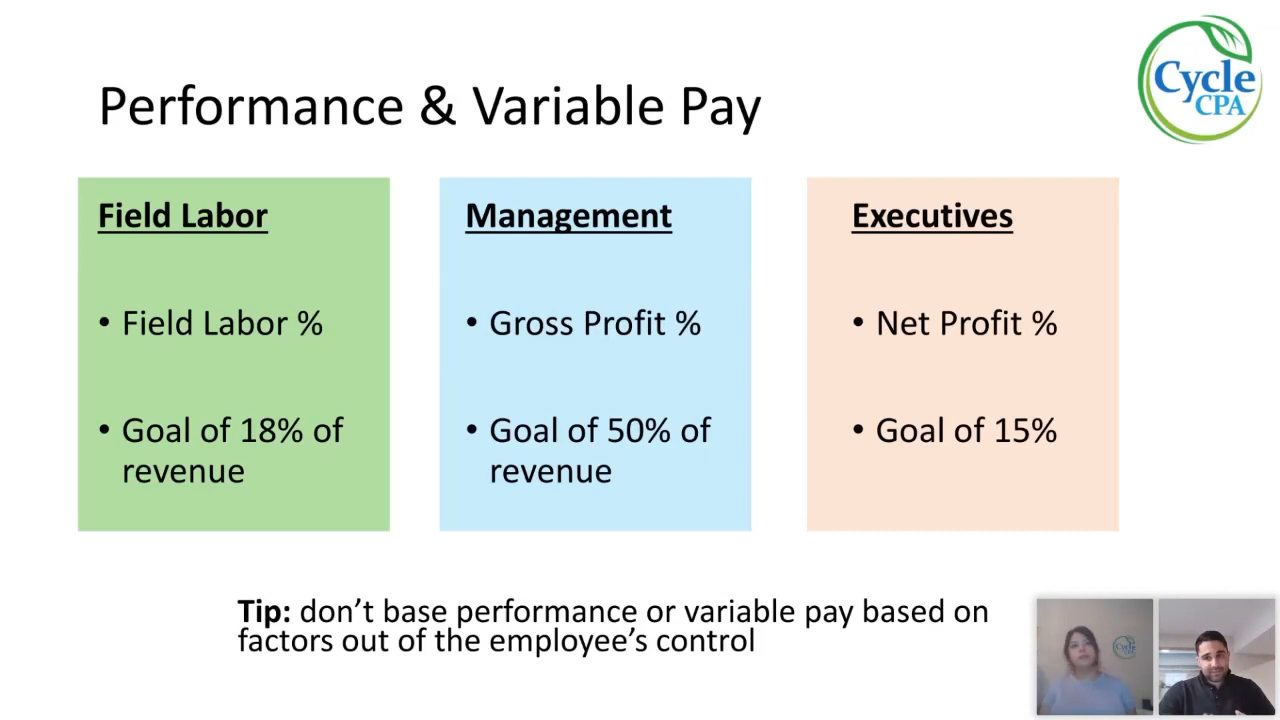 Cycle
CPA
Performance & Variable Pay
Field Labor
• Field Labor %
• Goal of 18% of
revenue
Management
• Gross Profit %
• Goal of 50% of
revenue
Executives
• Net Profit %
• Goal of 15%
Tip: don’t base performance or variable pay based on
factors out of the employee’s control
Cycle
CPA